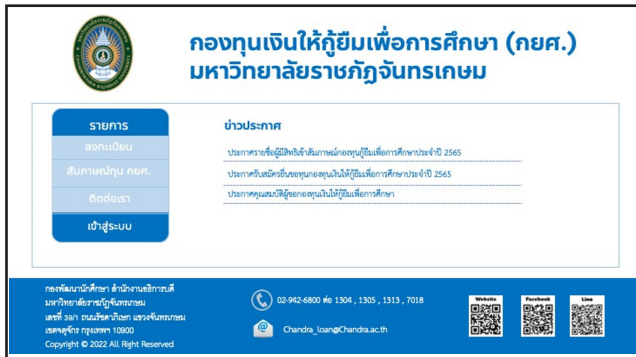 กองทุนเงินให้กู้ยืมเพื่อการศึกษา (กยศ.)
มหาวิทยาลัยราชภัฏจันทรเกษม
รายการ
ลงทะเบียน
สัมภาษณ์ทุน กยศ.
ติดต่อเรา
เข้าสู่ระบบ
ข่าวประกาศ
ประกาศรายชื่อผู้มีสิทธิเข้าสัมภาษณ์กองทุนกู้ยืมเพื่อการศึกษาประจำปี 2565
ประกาศรับสมัครยื่นขอทุนกองทุนเงินให้กู้ยืมเพื่อการศึกษาประจำปี 2565
ประกาศคุณสมบัติผู้ขอกองทุนเงินให้กู้ยืมเพื่อการศึกษา
กองพัฒนานักศึกษา สำนักงานอธิการบดี
มหาวิทยาลัยราชภัฏจันทรเกษม
เลขที่ 39/1 ถนนรัชดาภิเษก แขวงจันทรเกษม
เขตจตุจักร กรุงเทพฯ 10900
Copyright © 2022 All Right Reserved
02-942-6800 ต่อ 1304 , 1305 , 1313 , 7018
Chandra_loan@Chandra.ac.th
Website
Facebook
Line